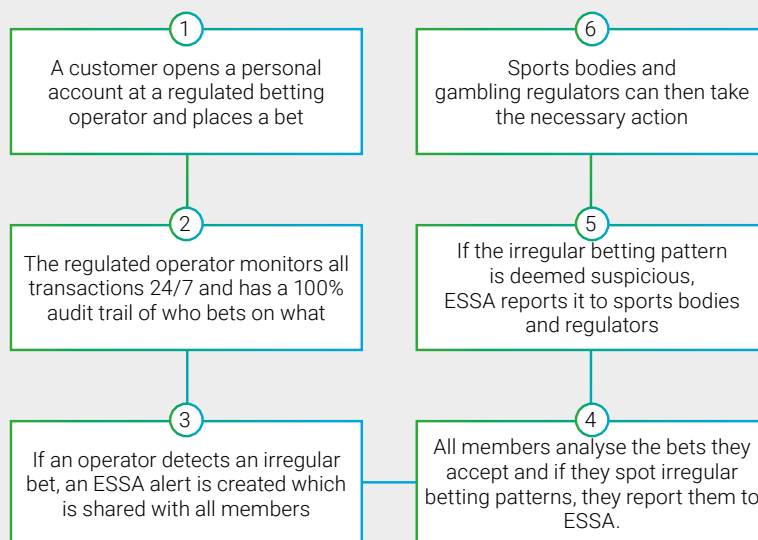 1
A customer opens a personal
account at a regulated betting
operator and places a bet
2
The regulated operator monitors all
transactions 24/7 and has a 100%
audit trail of who bets on what
3
If an operator detects an irregular
bet, an ESSA alert is created which
is shared with all members
4
All members analyse the bets they
accept and if they spot irregular
betting patterns, they report them to
ESSA.
5
If the irregular betting pattern
is deemed suspicious,
ESSA reports it to sports bodies
and regulators
6
Sports bodies and
gambling regulators can then take
the necessary action